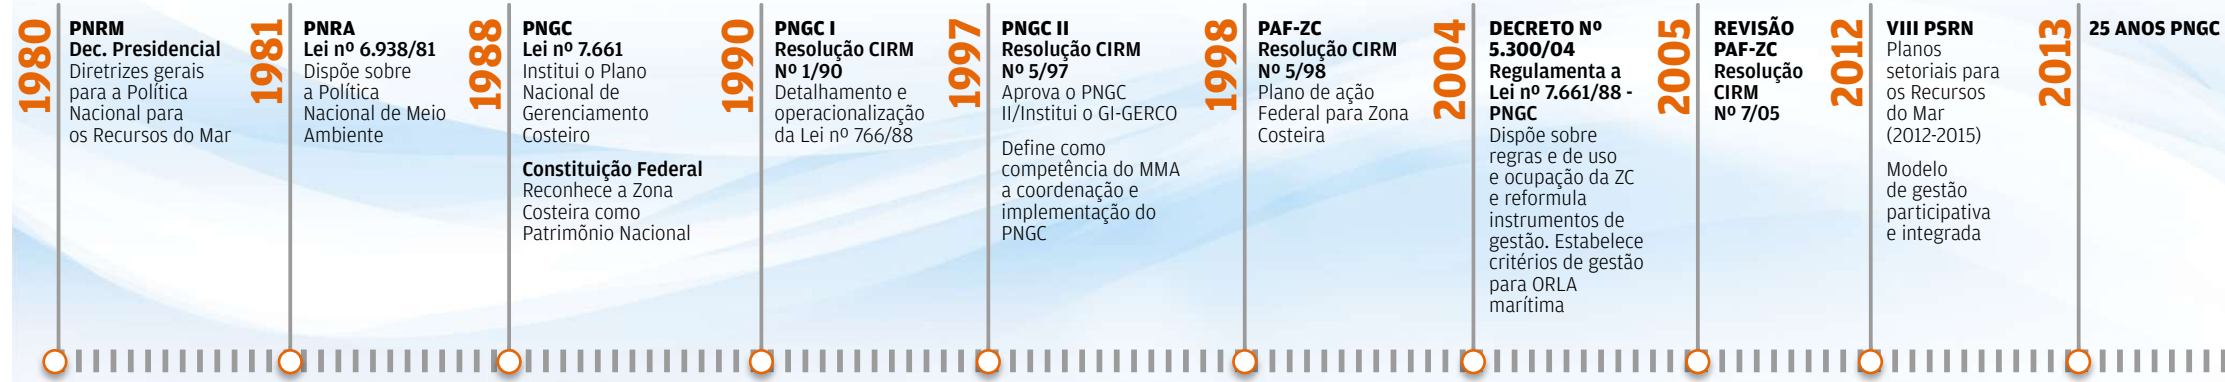 1980
PNRM
Dec. Presidencial
Diretrizes gerais
para a Política
Nacional para
os Recursos do Mar
1981
PNRA
Lei nº 6.938/81
Dispõe sobre
a Política
Nacional de Meio
Ambiente
1988
PNGC
Lei nº 7.661
Institui o Plano
Nacional de
Gerenciamento
Costeiro
Constituição Federal
Reconhece a Zona
Costeira como
Patrimônio Nacional
1990
PNGC I
Resolução CIRM
Nº 1/90
Detalhamento e
operacionalização
da Lei nº 766/88
1997
PNGC II
Resolução CIRM
Nº 5/97
Aprova o PNGC
II/Institui o GI-GERCO
Define como
competência do MMA
a coordenação e
implementação do
PNGC
1998
PAF-ZC
Resolução CIRM
Nº 5/98
Plano de ação
Federal para Zona
Costeira
2004
DECRETO Nº
5.300/04
Regulamenta a
Lei nº 7.661/88 -
PNGC
Dispõe sobre
regras e de uso
e ocupação da ZC
e reformula
instrumentos de
gestão. Estabelece
critérios de gestão
para ORLA
marítima
2005
REVISÃO
PAF-ZC
Resolução
CIRM
Nº 7/05
2012
VIII PSRN
Planos
setoriais para
os Recursos
do Mar
(2012-2015)
Modelo
de gestão
participativa
e integrada
2013
25 ANOS PNGC